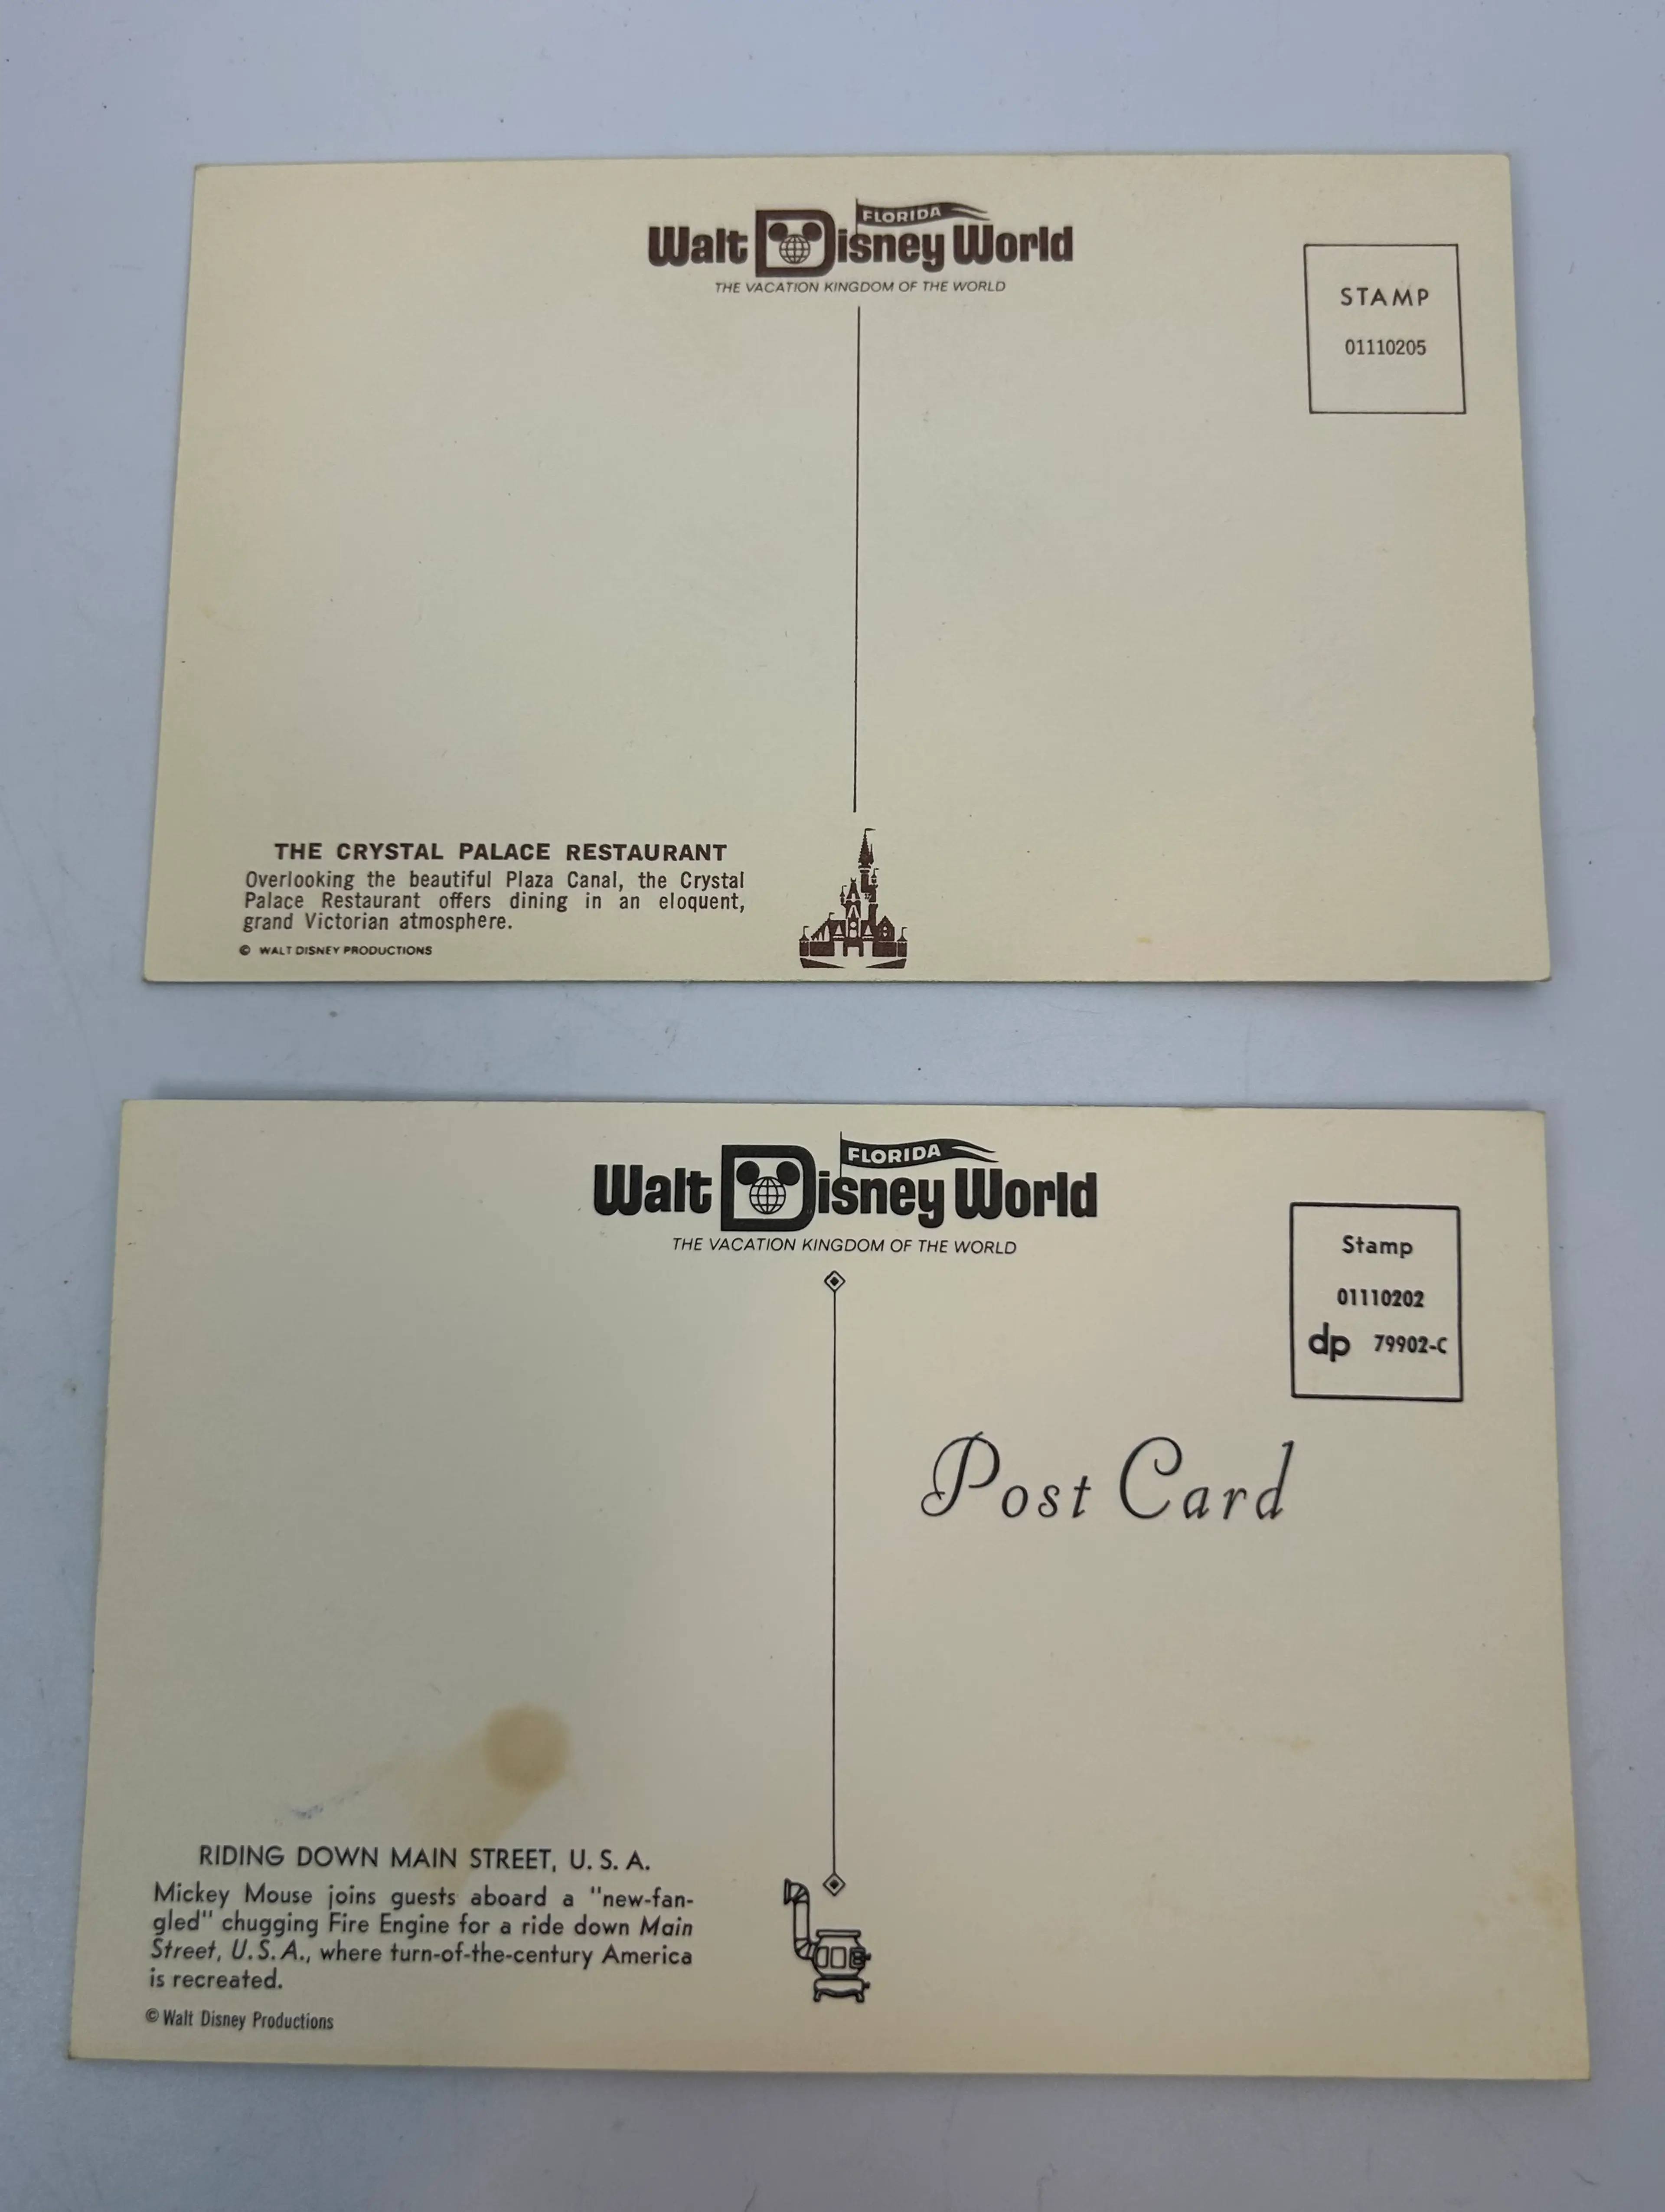 FLORIDA
Walt Disney World
THE VACATION KINGDOM OF THE WORLD
STAMP
01110205
THE CRYSTAL PALACE RESTAURANT
Overlooking the beautiful Plaza Canal, the Crystal
Palace Restaurant offers dining in an eloquent,
grand Victorian atmosphere.
© WALT DISNEY PRODUCTIONS
FLORIDA
Walt Disney World
THE VACATION KINGDOM OF THE WORLD
Stamp
01110202
dp 79902-C
Post Card
RIDING DOWN MAIN STREET, U. S. A.
Mickey Mouse joins guests aboard a "new-fan-
gled" chugging Fire Engine for a ride down Main
Street, U. S. A., where turn-of-the-century America
is recreated.
© Walt Disney Productions